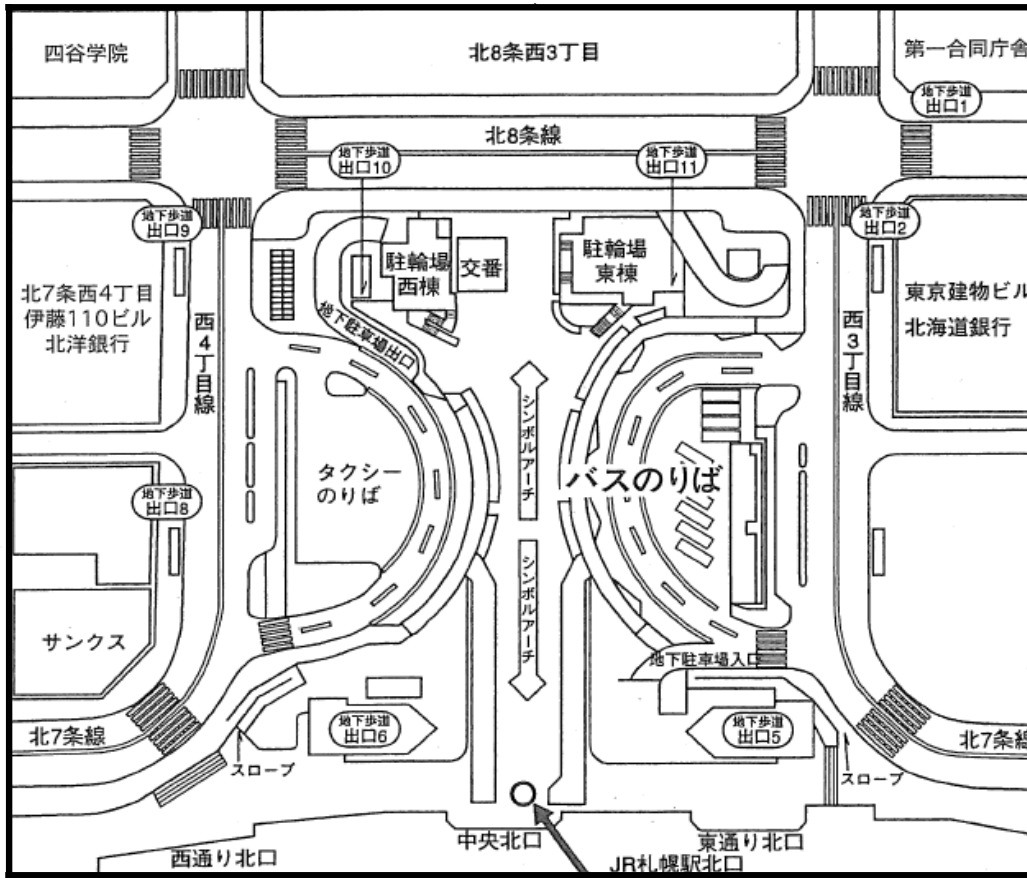 四谷学院
北8条西3丁目
第一合同庁舎
地下歩道
出口1
北8条線
地下歩道
出口10
地下歩道
出口11
地下歩道
出口9
地下歩道
出口2
駐輪場
西棟
交番
駐輪場
東棟
北7条西4丁目
伊藤110ビル
北洋銀行
西4丁目線
地下駐車場出口
西3丁目線
東京建物ビル
北海道銀行
シンボルアーチ
タクシー
のりば
バスのりば
地下歩道
出口8
シンボルアーチ
サンクス
地下駐車場入口
北7条線
地下歩道
出口6
地下歩道
出口5
北7条線
スロープ
スロープ
西通り北口
中央北口
東通り北口
JR札幌駅北口